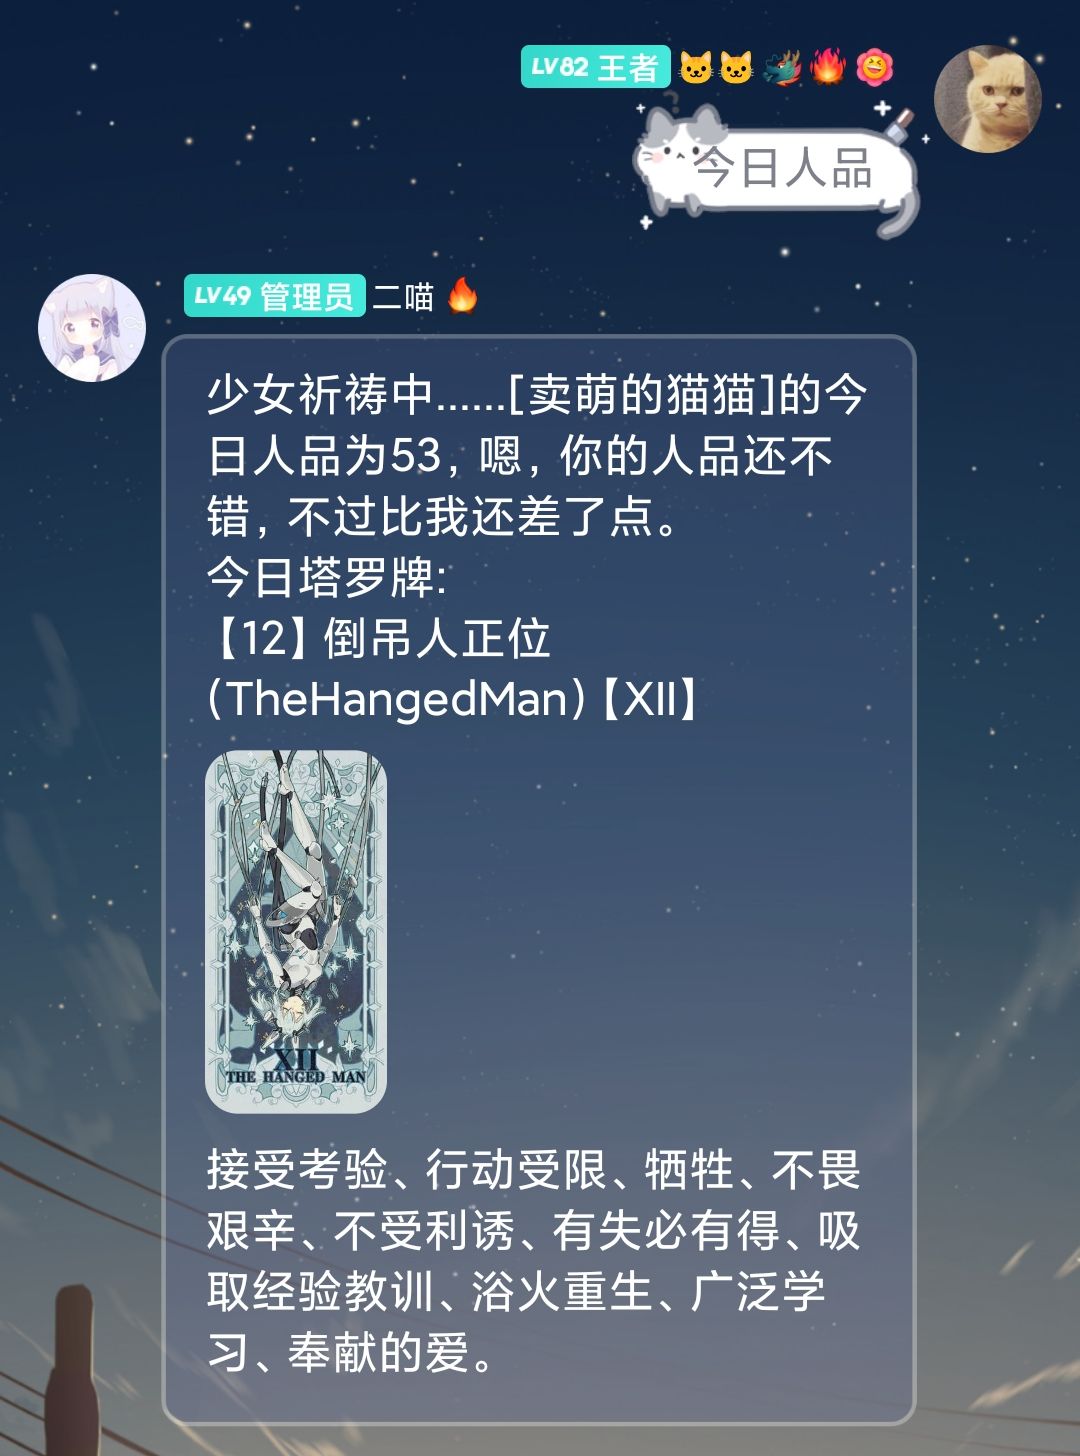 LV82 王者
今日人品
LV49 管理员 二喵
少女祈祷中......[卖萌的猫猫]的今
日人品为53，嗯，你的人品还不
错，不过比我还差了点。
今日塔罗牌:
【12】倒吊人正位
(TheHangedMan)【XII】
XII
THE HANGED MAN
接受考验、行动受限、牺牲、不畏
艰辛、不受利诱、有失必有得、吸
取经验教训、浴火重生、广泛学
习、奉献的爱。